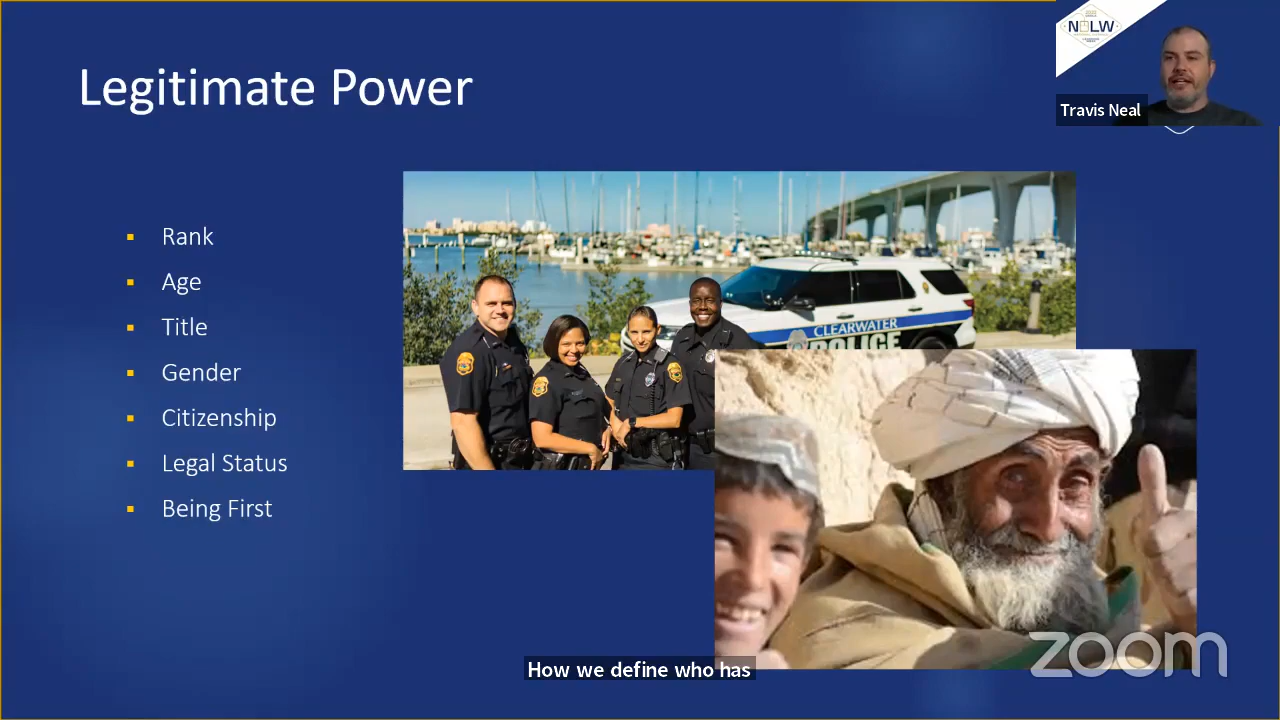 Legitimate Power
NLW
Travis Neal
Rank
Age
Title
Gender
Citizenship
Legal Status
Being First
CLEARWATER
POLICE
How we define who has
zoom